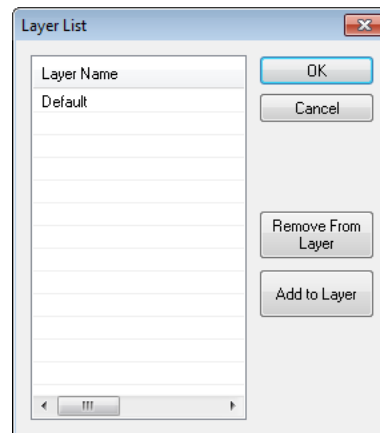 Layer List
Layer Name
Default
OK
Cancel
Remove From
Layer
Add to Layer